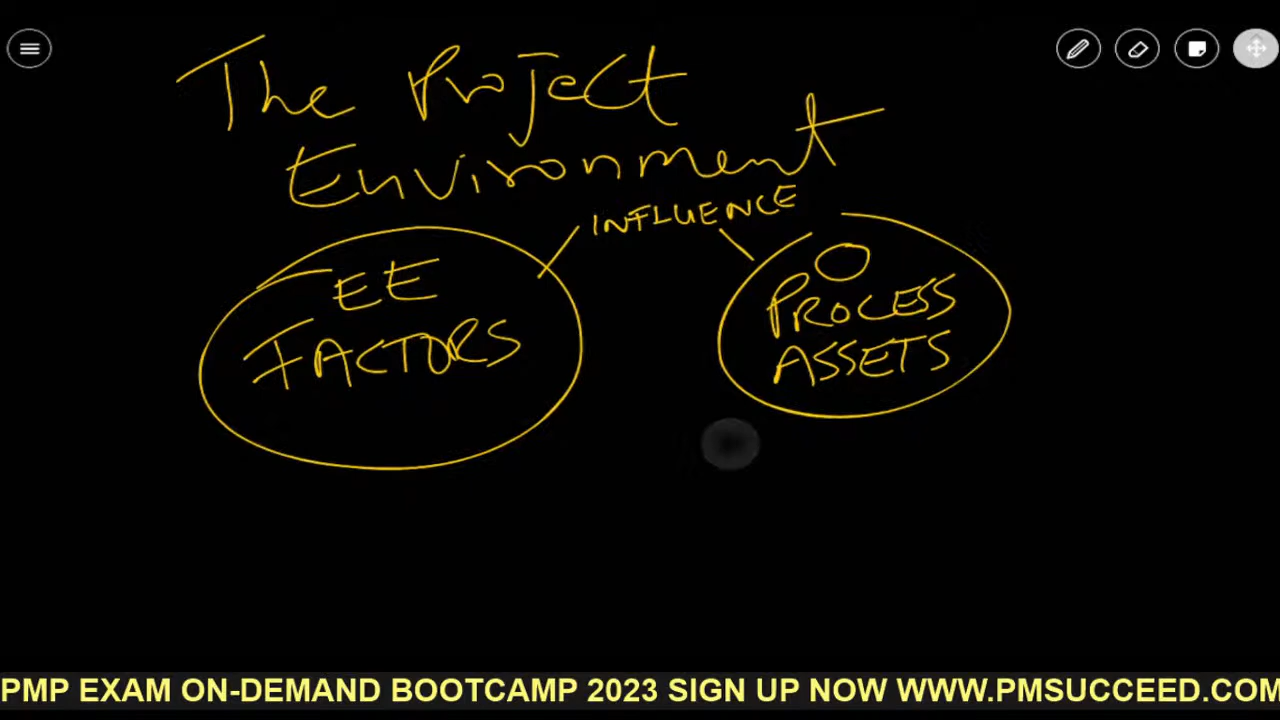 The Project
Environment
INFLUENCE
EE
FACTORS
O
PROCESS
ASSETS
PMP EXAM ON-DEMAND BOOTCAMP 2023 SIGN UP NOW WWW.PMSUCCEED.COM